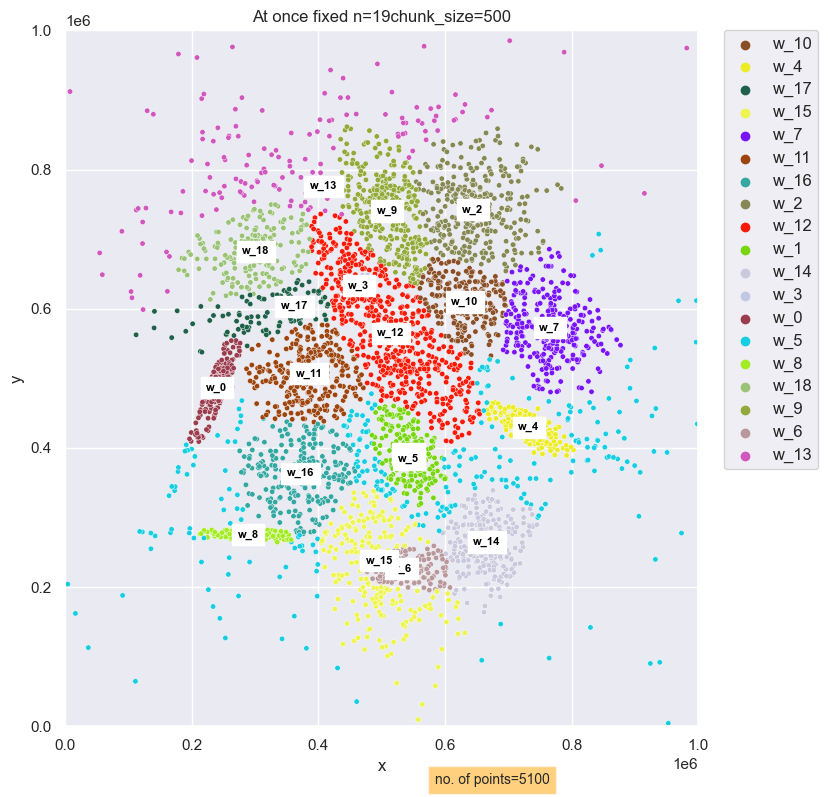 At once fixed n=19chunk_size=500
1e6
1.0
0.8
0.6
0.4
0.2
0.0
y
w_13
w_9
w_2
w_18
w_3
w_17
w_10
w_12
w_7
w_11
w_0
w_4
w_5
w_16
w_8
w_14
w_15
_6
0.0 0.2 0.4 0.6 0.8 1.0
x
1e6
no. of points=5100
w_10
w_4
w_17
w_15
w_7
w_11
w_16
w_2
w_12
w_1
w_14
w_3
w_0
w_5
w_8
w_18
w_9
w_6
w_13